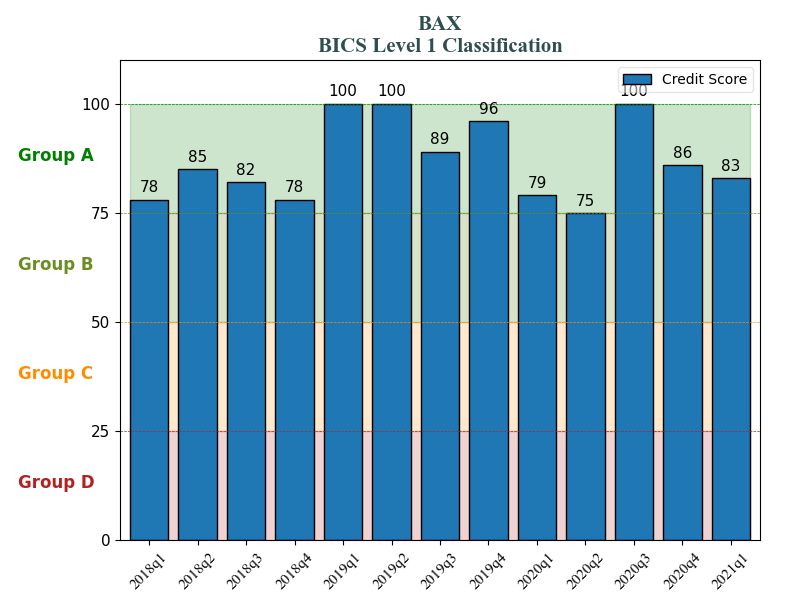 BAX
BICS Level 1 Classification
Credit Score
100
75
50
25
0
Group A
Group B
Group C
Group D
78
85
82
78
100
100
89
96
79
75
100
86
83
2018q1
2018q2
2018q3
2018q4
2019q1
2019q2
2019q3
2019q4
2020q1
2020q2
2020q3
2020q4
2021q1